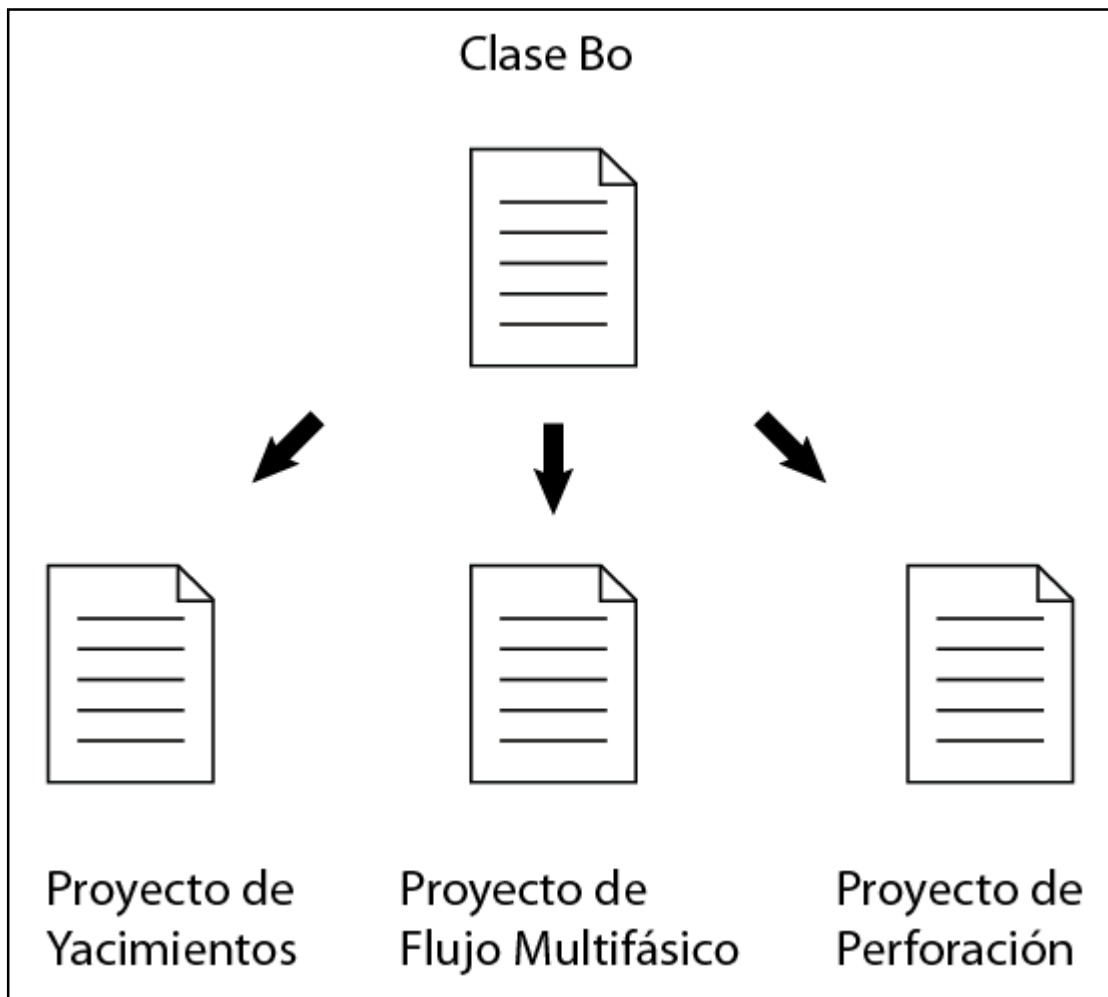 Clase Bo
Proyecto de
Yacimientos
Proyecto de
Flujo Multifásico
Proyecto de
Perforación